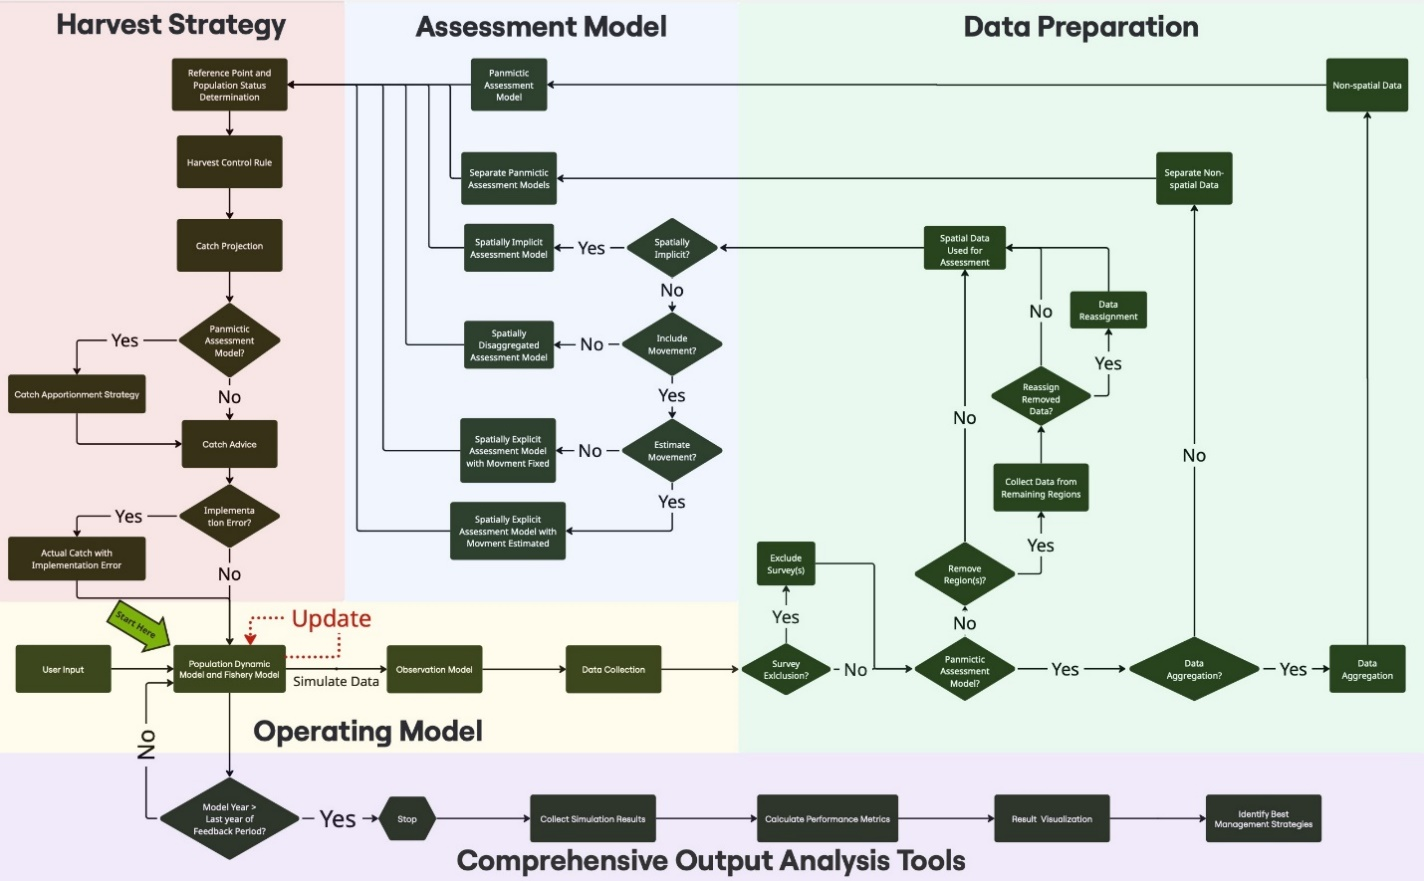 Harvest Strategy
Assessment Model
Data Preparation
Reference Point and
Population Status
Determination
Panmictic
Assessment
Model
Non-spatial Data
Harvest Control Rule
Separate Panmictic
Assessment Models
Separate Non-
spatial Data
Catch Projection
Spatially Implicit
Assessment Model
Yes
Spatially
Implicit?
Spatial Data
Used for
Assessment
No
Data
Reassignment
No
Panmictic
Assessment
Model?
Yes
No
Spatially
Disaggregated
Assessment Model
No
Include
Movement?
Yes
Yes
Reassign
Removed
Data?
Catch Apportionment Strategy
Catch Advice
No
No
Spatially Explicit
Assessment Model
with Movment Fixed
No
Estimate
Movement?
Yes
Collect Data from
Remaining Regions
Yes
Implementa
tion Error?
Yes
No
Spatially Explicit
Assessment Model with
Movment Estimated
Actual Catch with
Implementation Error
Exclude
Survey(s)
Yes
Remove
Region(s)?
No
Start Here
Update
User Input
Population Dynamic
Model and Fishery Model
Simulate Data
Observation Model
Data Collection
Survey
Exlclusion?
No
Panmictic
Assessment
Model?
Yes
Data
Aggregation?
Yes
Data
Aggregation
Operating Model
No
Model Year >
Last year of
Feedback Period?
Yes
Stop
Collect Simulation Results
Calculate Performance Metrics
Result Visualization
Identify Best
Management Strategies
Comprehensive Output Analysis Tools